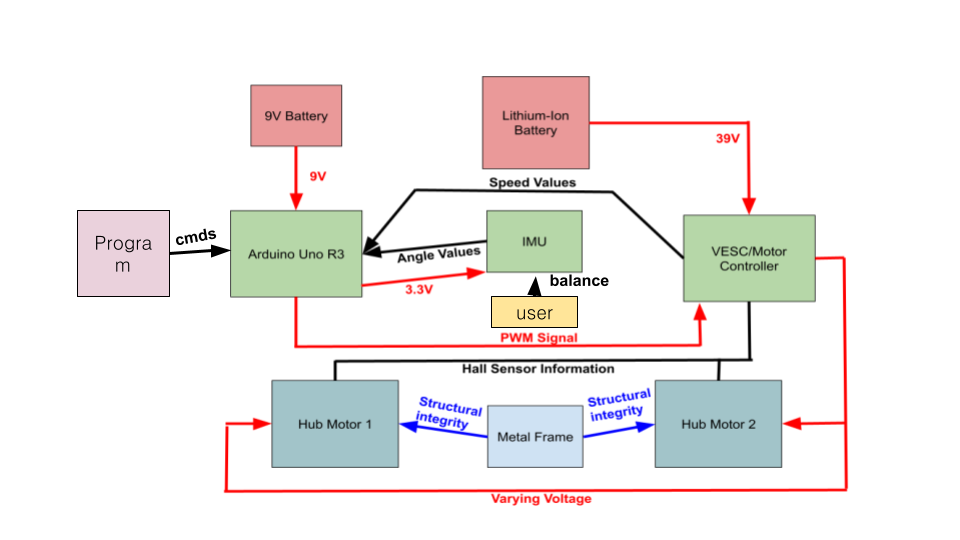 9V Battery
Lithium-Ion
Battery
39V
9V
Speed Values
Progra
m
cmds
Arduino Uno R3
IMU
VESC/Motor
Controller
Angle Values
3.3V
balance
user
PWM Signal
Hall Sensor Information
Hub Motor 1
Structural
integrity
Metal Frame
Structural
integrity
Hub Motor 2
Varying Voltage